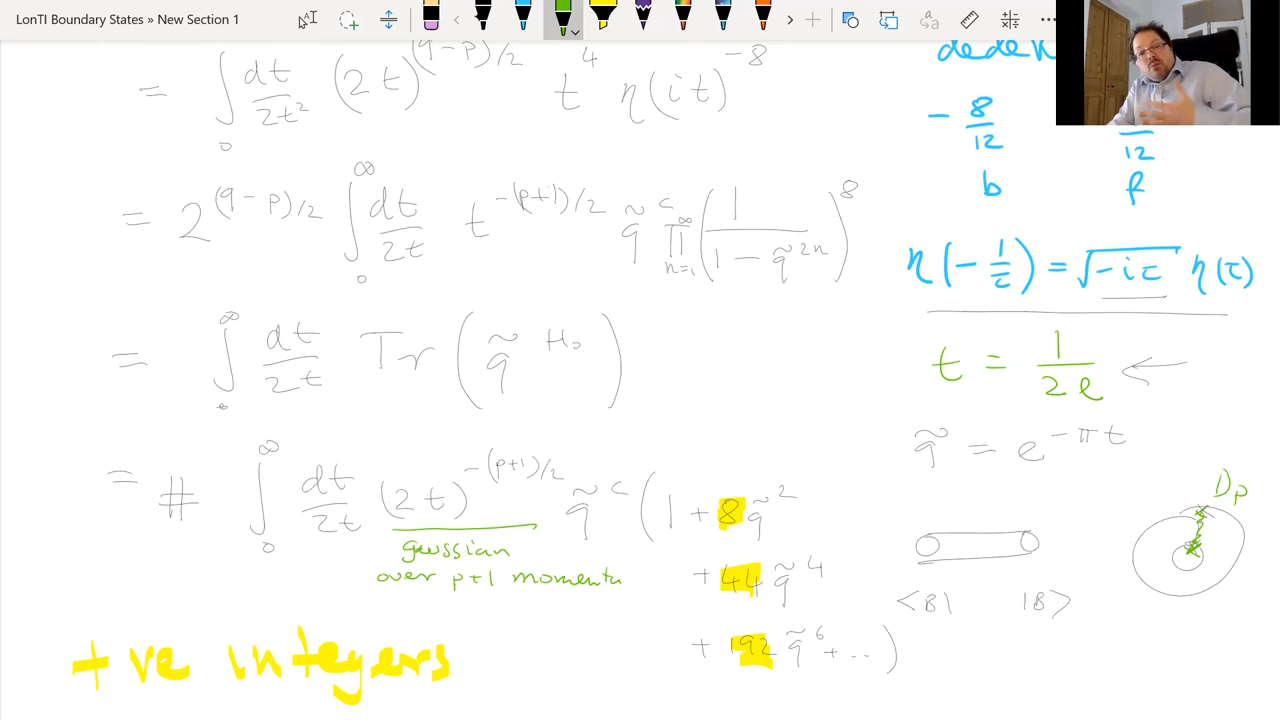 LonTI Boundary States » New Section 1
= ∫₀ dt/2t² (2t)^(9-p)/2 t⁴ η(it)⁻⁸
= 2^(9-p)/2 ∫₀^∞ dt/2t t^-(p+1)/2 q̃^c ∏_{n=1}^∞ (1/(1 - q̃^2n))⁸
= ∫₀^∞ dt/2t Tr (q̃^H₀)
= # ∫₀^∞ dt/2t (2t)^-(p+1)/2 q̃^c (1 + 8 q̃²
+ 44 q̃⁴
+ 192 q̃⁶ + ... )
gaussian
over p+1 momenta
+ve integers
- 8/12
12
b
f
η(-1/τ) = √-iτ η(τ)
t = 1/2l ←
q̃ = e^-πt
Dp
<B| |B>